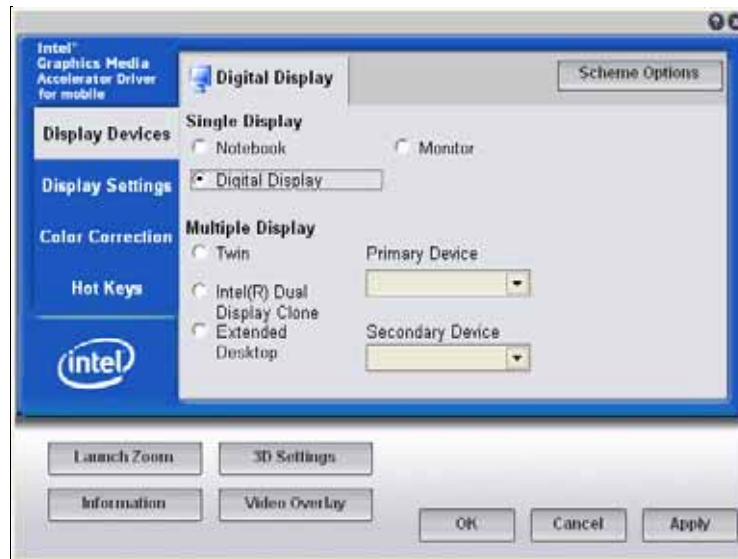 Intel®
Graphics Media
Accelerator Driver
for mobile
Digital Display
Scheme Options
Display Devices
Display Settings
Color Correction
Hot Keys
intel
Single Display
Notebook
Monitor
Digital Display
Multiple Display
Twin
Primary Device
Intel(R) Dual
Display Clone
Extended
Desktop
Secondary Device
Launch Zoom
3D Settings
Information
Video Overlay
OK
Cancel
Apply